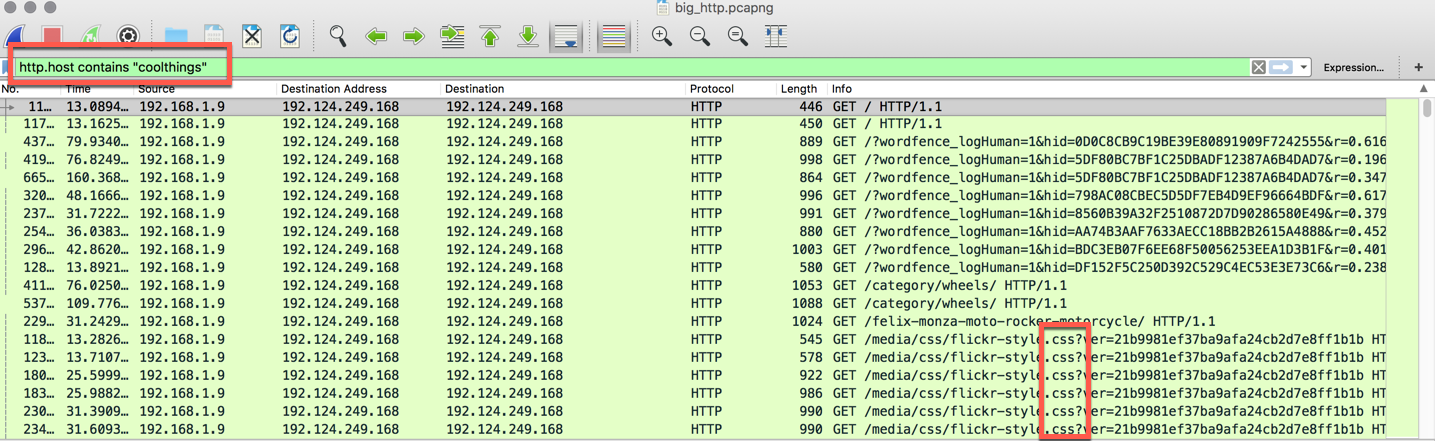 big_http.pcapng
http.host contains "coolthings"
Expression...
+
No. Time Source Destination Address Destination Protocol Length Info
11... 13.0894... 192.168.1.9 192.124.249.168 192.124.249.168 HTTP 446 GET / HTTP/1.1
117... 13.1625... 192.168.1.9 192.124.249.168 192.124.249.168 HTTP 450 GET / HTTP/1.1
437... 79.9340... 192.168.1.9 192.124.249.168 192.124.249.168 HTTP 889 GET /?wordfence_logHuman=1&hid=0D0C8CB9C19BE39E80891909F7242555&r=0.616
419... 76.8249... 192.168.1.9 192.124.249.168 192.124.249.168 HTTP 998 GET /?wordfence_logHuman=1&hid=5DF80BC7BF1C25DBADF12387A6B4DAD7&r=0.196
665... 160.368... 192.168.1.9 192.124.249.168 192.124.249.168 HTTP 864 GET /?wordfence_logHuman=1&hid=5DF80BC7BF1C25DBADF12387A6B4DAD7&r=0.347
320... 48.1666... 192.168.1.9 192.124.249.168 192.124.249.168 HTTP 996 GET /?wordfence_logHuman=1&hid=798AC08CBEC5D5DF7EB4D9EF96664BDF&r=0.617
237... 31.7222... 192.168.1.9 192.124.249.168 192.124.249.168 HTTP 991 GET /?wordfence_logHuman=1&hid=8560B39A32F2510872D7D90286580E49&r=0.379
254... 36.0383... 192.168.1.9 192.124.249.168 192.124.249.168 HTTP 880 GET /?wordfence_logHuman=1&hid=AA74B3AAF7633AECC18BB2B2615A4888&r=0.452
296... 42.8620... 192.168.1.9 192.124.249.168 192.124.249.168 HTTP 1003 GET /?wordfence_logHuman=1&hid=BDC3EB07F6EE68F50056253EEA1D3B1F&r=0.401
128... 13.8921... 192.168.1.9 192.124.249.168 192.124.249.168 HTTP 580 GET /?wordfence_logHuman=1&hid=DF152F5C250D392C529C4EC53E3E73C6&r=0.238
411... 76.0250... 192.168.1.9 192.124.249.168 192.124.249.168 HTTP 1053 GET /category/wheels/ HTTP/1.1
537... 109.776... 192.168.1.9 192.124.249.168 192.124.249.168 HTTP 1088 GET /category/wheels/ HTTP/1.1
229... 31.2429... 192.168.1.9 192.124.249.168 192.124.249.168 HTTP 1024 GET /felix-monza-moto-rocker-motorcycle/ HTTP/1.1
118... 13.2826... 192.168.1.9 192.124.249.168 192.124.249.168 HTTP 545 GET /media/css/flickr-style.css?ver=21b9981ef37ba9afa24cb2d7e8ff1b1b HT
123... 13.7107... 192.168.1.9 192.124.249.168 192.124.249.168 HTTP 578 GET /media/css/flickr-style.css?ver=21b9981ef37ba9afa24cb2d7e8ff1b1b HT
180... 25.5999... 192.168.1.9 192.124.249.168 192.124.249.168 HTTP 922 GET /media/css/flickr-style.css?ver=21b9981ef37ba9afa24cb2d7e8ff1b1b HT
183... 25.9882... 192.168.1.9 192.124.249.168 192.124.249.168 HTTP 986 GET /media/css/flickr-style.css?ver=21b9981ef37ba9afa24cb2d7e8ff1b1b HT
230... 31.3909... 192.168.1.9 192.124.249.168 192.124.249.168 HTTP 990 GET /media/css/flickr-style.css?ver=21b9981ef37ba9afa24cb2d7e8ff1b1b HT
234... 31.6093... 192.168.1.9 192.124.249.168 192.124.249.168 HTTP 990 GET /media/css/flickr-style.css?ver=21b9981ef37ba9afa24cb2d7e8ff1b1b HT